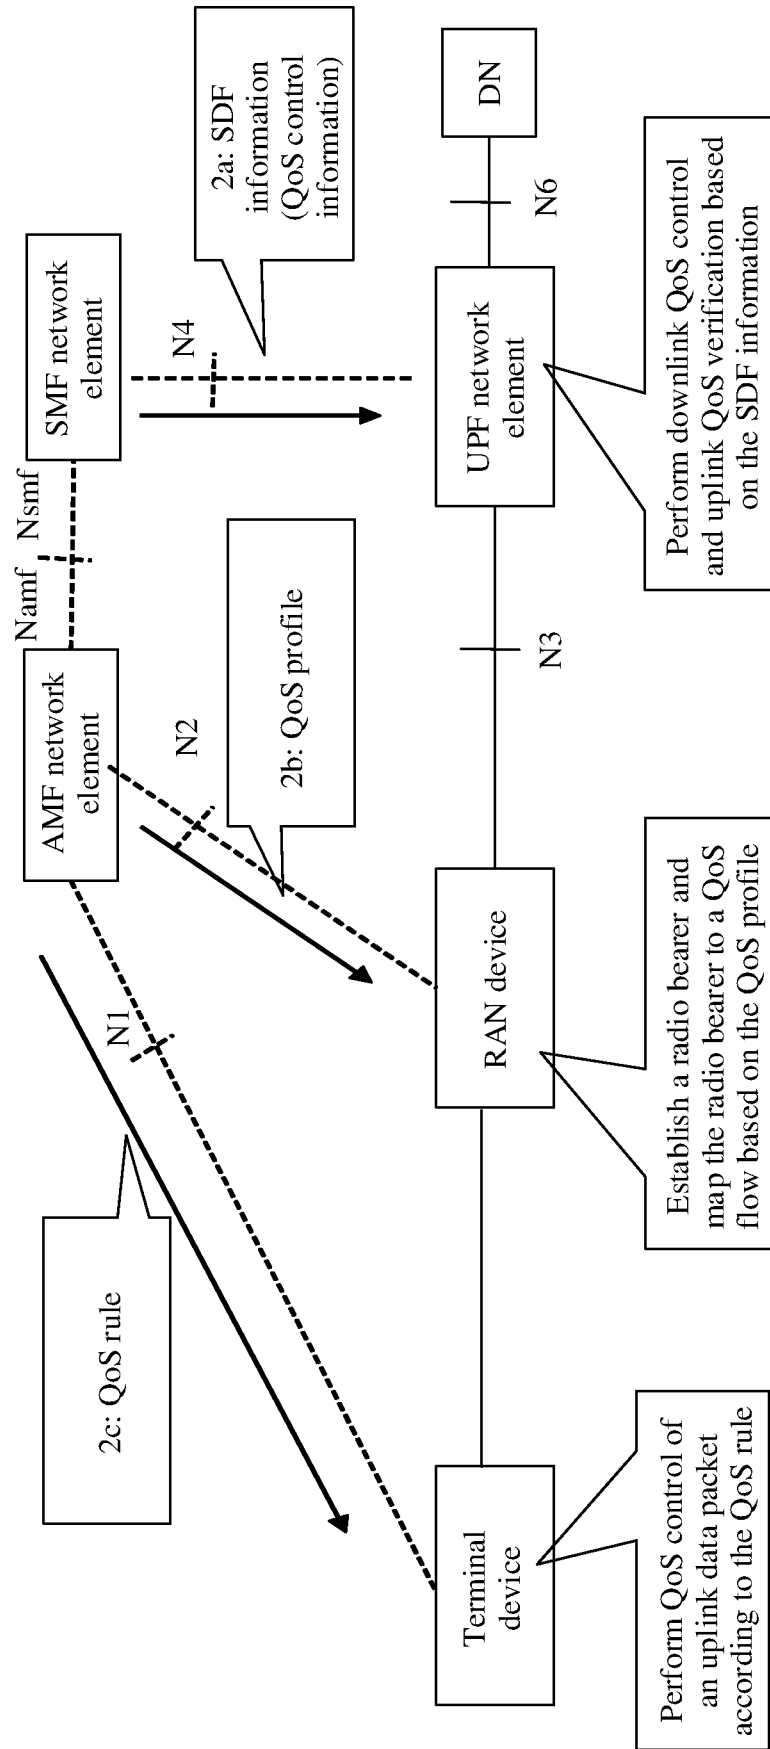 2c: QoS rule
N1
AMF network
element
Namf
Nsmf
SMF network
element
N2
2b: QoS profile
N4
2a: SDF
information
(QoS control
information)
Terminal
device
RAN device
N3
UPF network
element
N6
DN
Perform QoS control of
an uplink data packet
according to the QoS rule
Establish a radio bearer and
map the radio bearer to a QoS
flow based on the QoS profile
Perform downlink QoS control
and uplink QoS verification based
on the SDF information